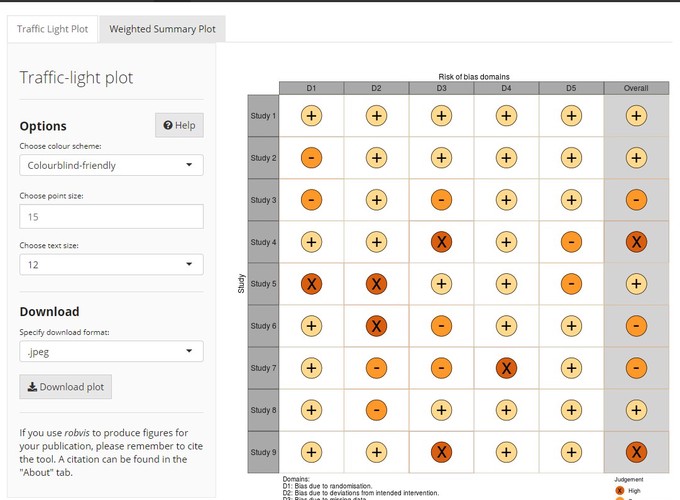 Traffic Light Plot
Weighted Summary Plot
Traffic-light plot
Options
Help
Choose colour scheme:
Colourblind-friendly
Choose point size:
15
Choose text size:
12
Download
Specify download format:
.jpeg
Download plot
If you use robvis to produce figures for
your publication, please remember to cite
the tool. A citation can be found in the
"About" tab.
Risk of bias domains
D1 D2 D3 D4 D5 Overall
Study
Study 1 + + + + + +
Study 2 - + + + + +
Study 3 - + - + + -
Study 4 + + X + - X
Study 5 X X + + - +
Study 6 + X - + + -
Study 7 + - - X + -
Study 8 + - + + + +
Study 9 + + X + + X
Domains:
D1: Bias due to randomisation.
D2: Bias due to deviations from intended intervention.
D3: Bias due to missing data.
Judgement
X High